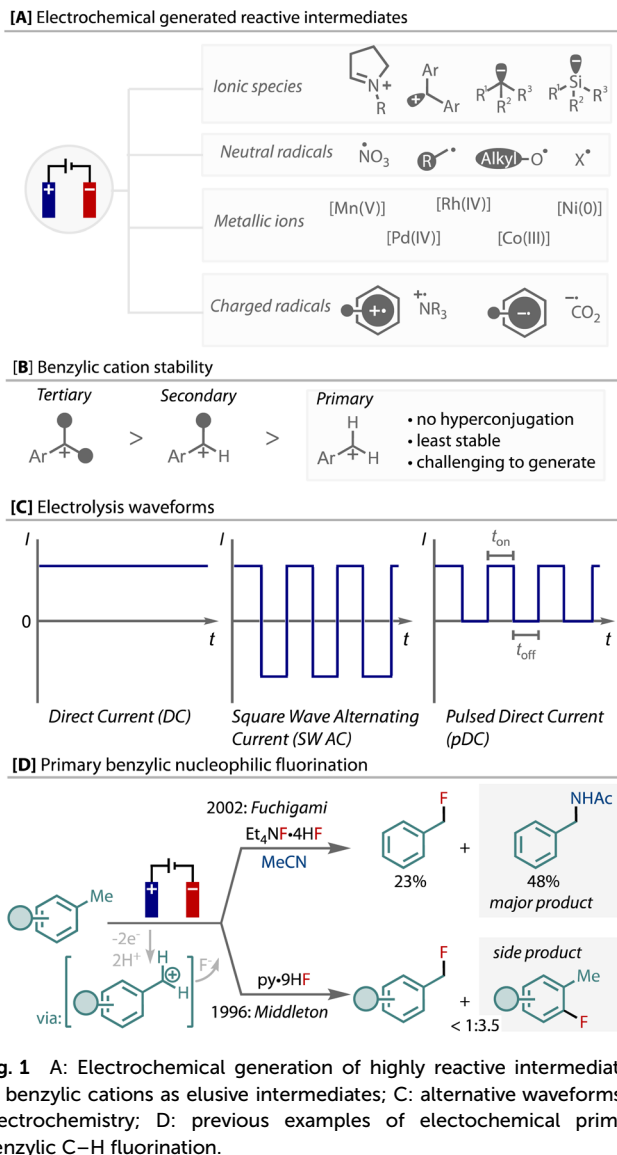 [A] Electrochemical generated reactive intermediates
Ionic species
N+
R
Ar
+
Ar
−
R¹ R² R³
−
Si
R¹ R² R³
Neutral radicals
•NO₃
R •
Alkyl–O•
X•
Metallic ions
[Mn(V)]
[Rh(IV)]
[Ni(0)]
[Pd(IV)]
[Co(III)]
+ −
Charged radicals
+•
+•
NR₃
−•
−•
CO₂
[B] Benzylic cation stability
Tertiary
Secondary
Primary
Ar +
>
Ar + H
>
H
Ar + H
• no hyperconjugation
• least stable
• challenging to generate
[C] Electrolysis waveforms
I
0
t
I
t
I
t_on
t_off
t
Direct Current (DC)
Square Wave Alternating
Current (SW AC)
Pulsed Direct Current
(pDC)
[D] Primary benzylic nucleophilic fluorination
2002: Fuchigami
Et₄NF•4HF
MeCN
F
23%
+
NHAc
48%
major product
Me
+ −
-2e⁻
2H⁺
via:
H
+
H
F⁻
py•9HF
1996: Middleton
F
+
< 1:3.5
side product
Me
F
g. 1 A: Electrochemical generation of highly reactive intermediat
benzylic cations as elusive intermediates; C: alternative waveforms
ectrochemistry; D: previous examples of electochemical prim
enzylic C–H fluorination.